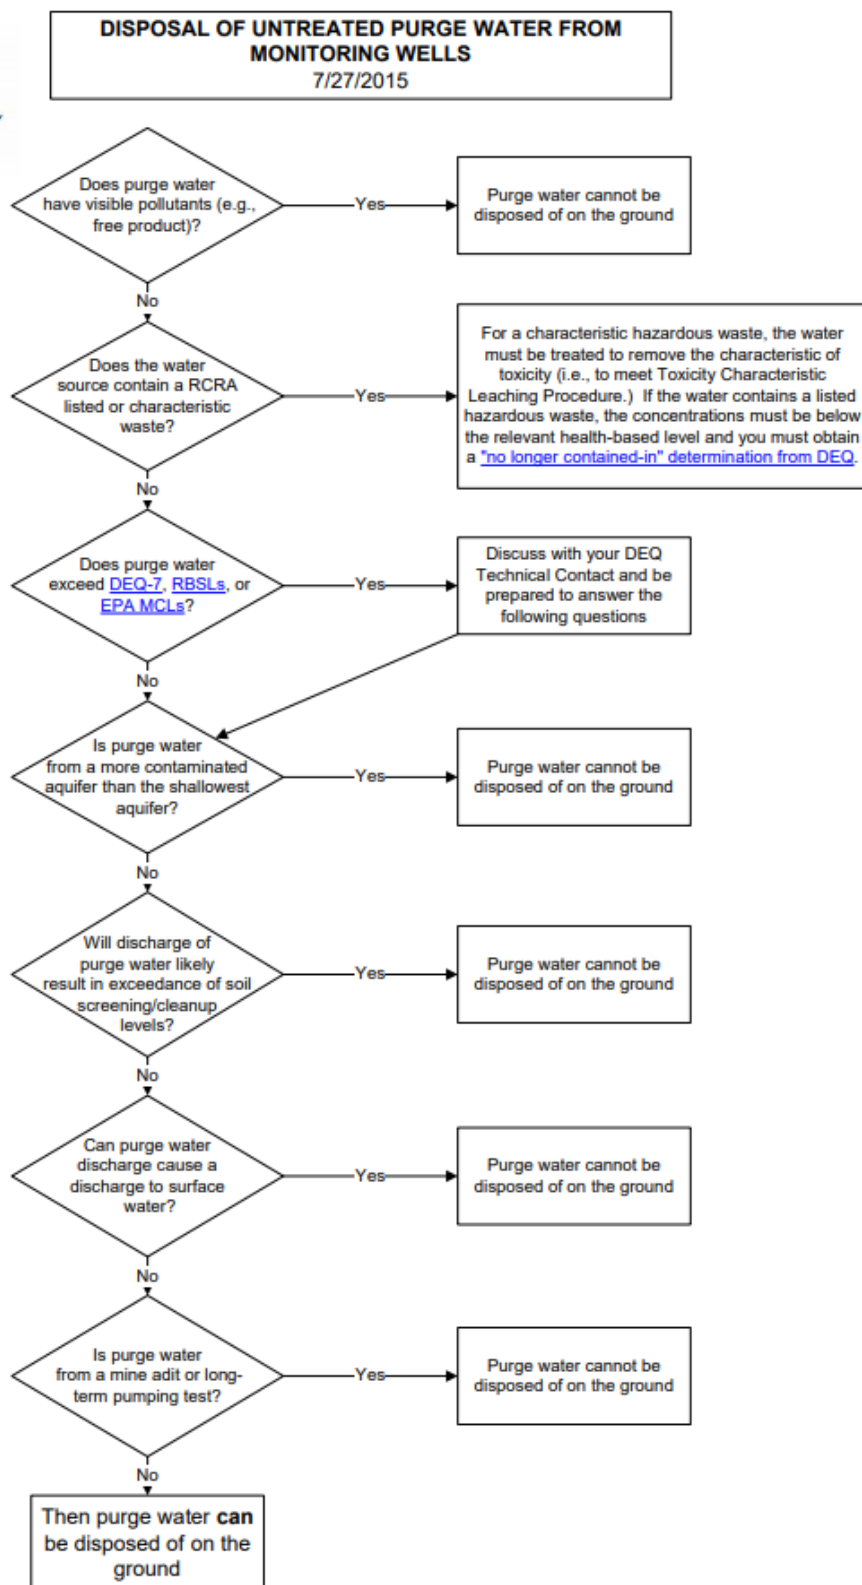 DISPOSAL OF UNTREATED PURGE WATER FROM
MONITORING WELLS
7/27/2015
Does purge water
have visible pollutants (e.g.,
free product)?
Yes
Purge water cannot be
disposed of on the ground
No
Does the water
source contain a RCRA
listed or characteristic
waste?
Yes
For a characteristic hazardous waste, the water
must be treated to remove the characteristic of
toxicity (i.e., to meet Toxicity Characteristic
Leaching Procedure.)  If the water contains a listed
hazardous waste, the concentrations must be below
the relevant health-based level and you must obtain
a "no longer contained-in" determination from DEQ.
No
Does purge water
exceed DEQ-7, RBSLs, or
EPA MCLs?
Yes
Discuss with your DEQ
Technical Contact and be
prepared to answer the
following questions
No
Is purge water
from a more contaminated
aquifer than the shallowest
aquifer?
Yes
Purge water cannot be
disposed of on the ground
No
Will discharge of
purge water likely
result in exceedance of soil
screening/cleanup
levels?
Yes
Purge water cannot be
disposed of on the ground
No
Can purge water
discharge cause a
discharge to surface
water?
Yes
Purge water cannot be
disposed of on the ground
No
Is purge water
from a mine adit or long-
term pumping test?
Yes
Purge water cannot be
disposed of on the ground
No
Then purge water can
be disposed of on the
ground